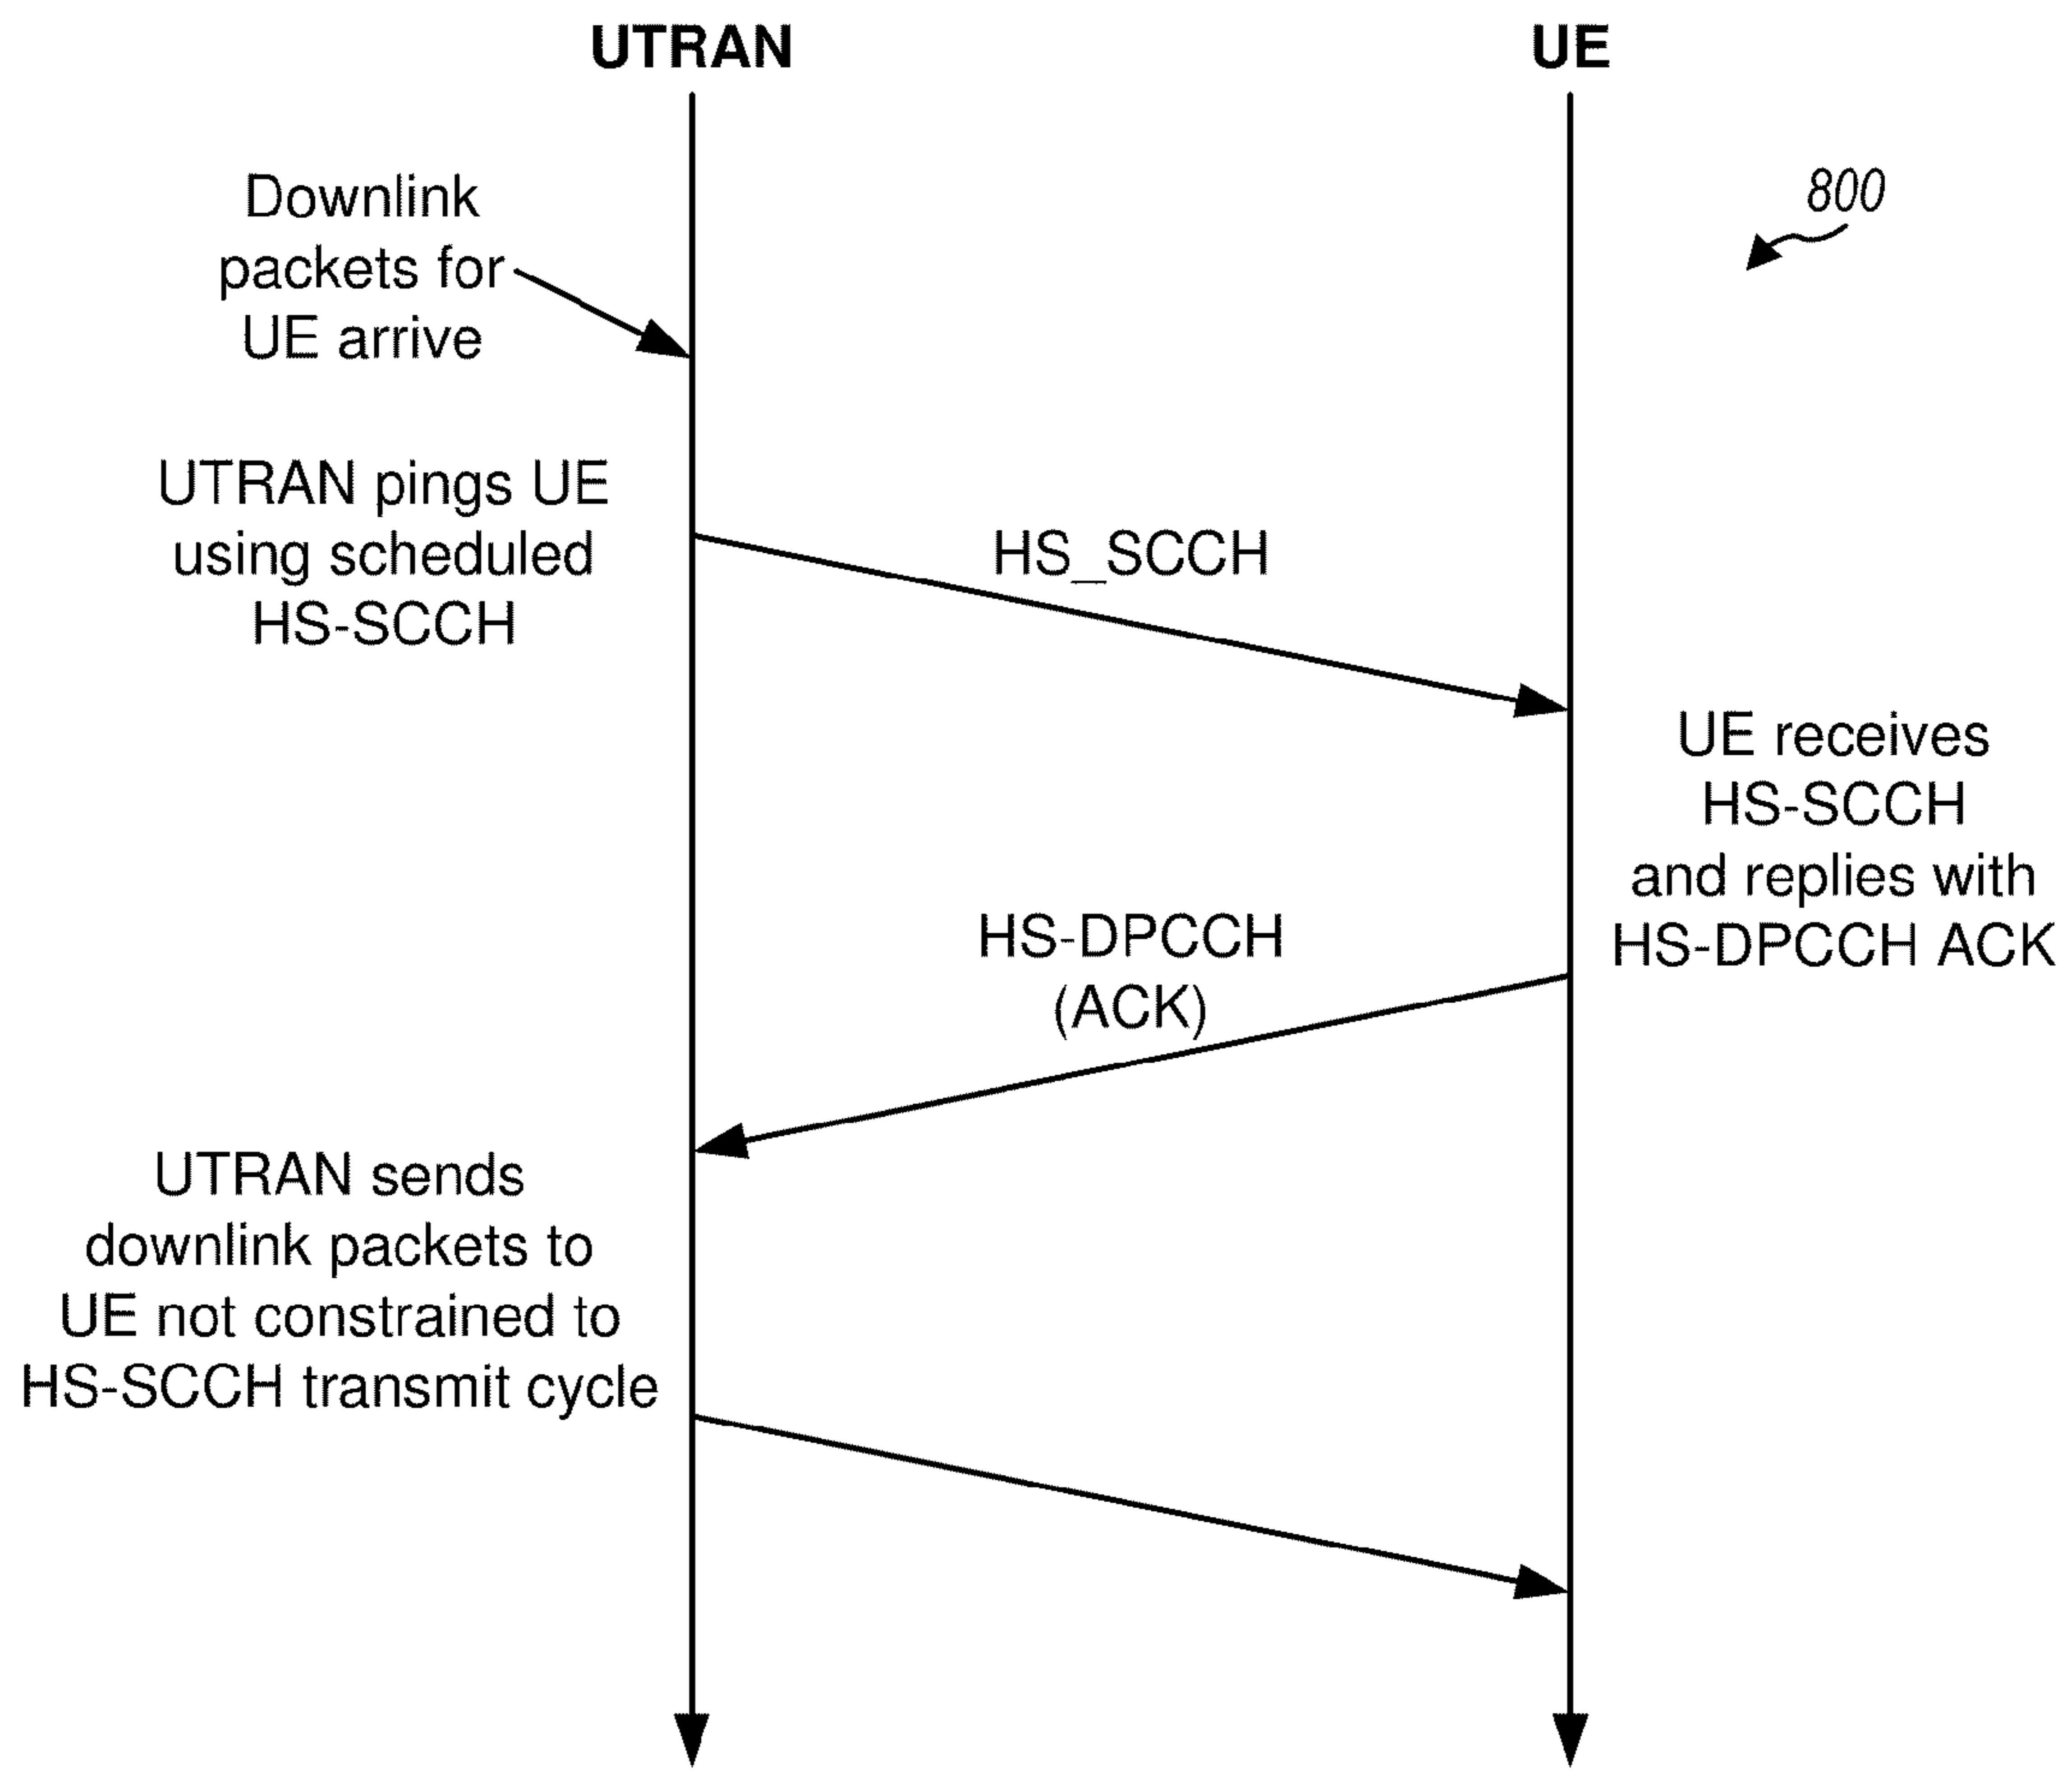 UTRAN
UE
800
Downlink
packets for
UE arrive
UTRAN pings UE
using scheduled
HS-SCCH
HS_SCCH
UE receives
HS-SCCH
and replies with
HS-DPCCH ACK
HS-DPCCH
(ACK)
UTRAN sends
downlink packets to
UE not constrained to
HS-SCCH transmit cycle